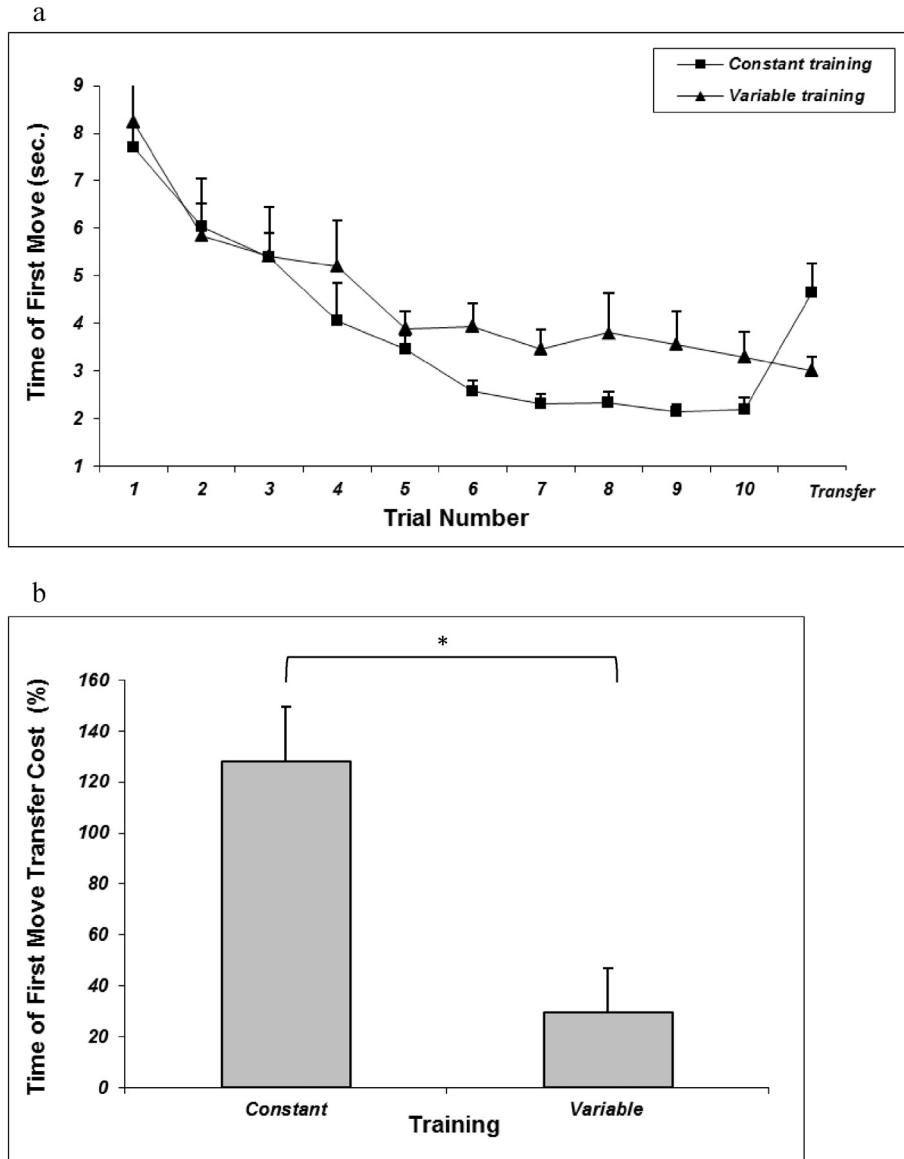 a
Constant training
Variable training
Time of First Move (sec.)
9
8
7
6
5
4
3
2
1
1 2 3 4 5 6 7 8 9 10 Transfer
Trial Number
b
*
Time of First Move Transfer Cost (%)
160
140
120
100
80
60
40
20
0
Constant Variable
Training